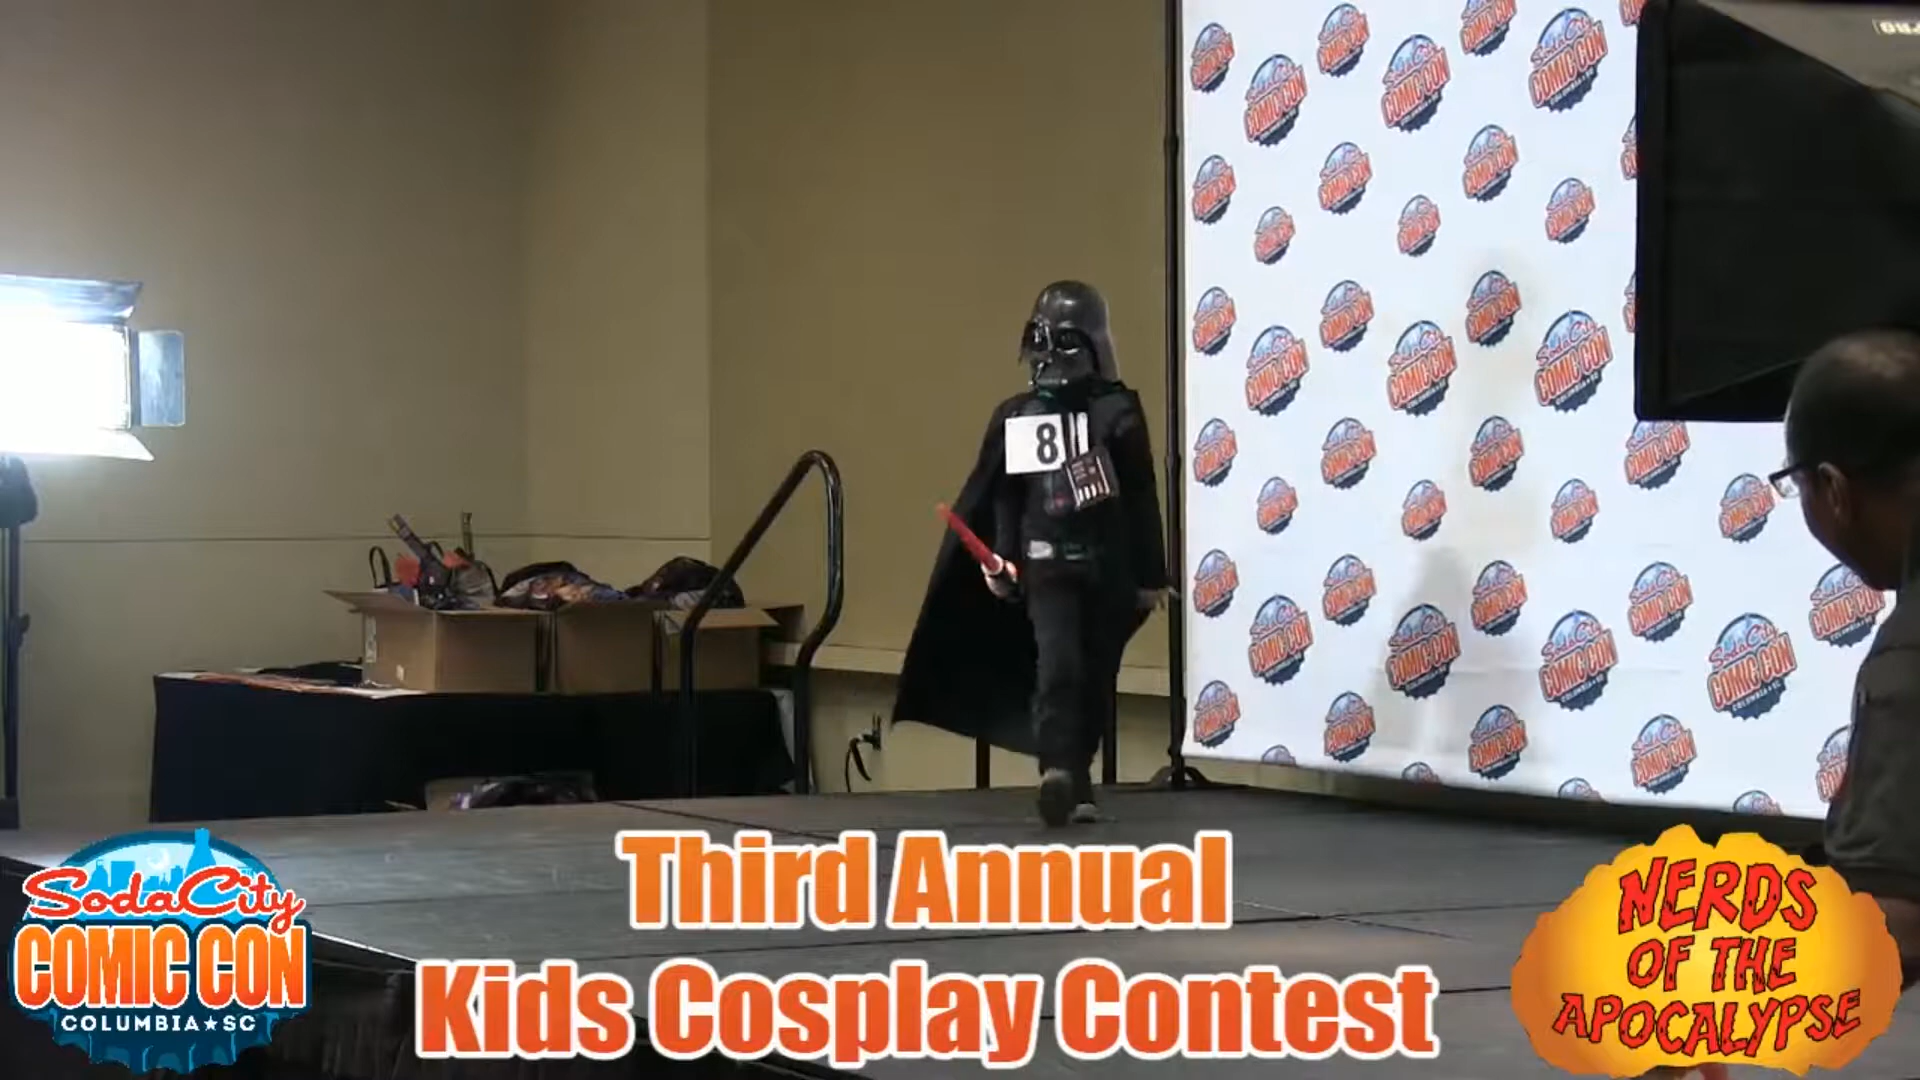 8
SodaCity
COMIC CON
COLUMBIA★SC
Third Annual
Kids Cosplay Contest
NERDS
OF THE
APOCALYPSE